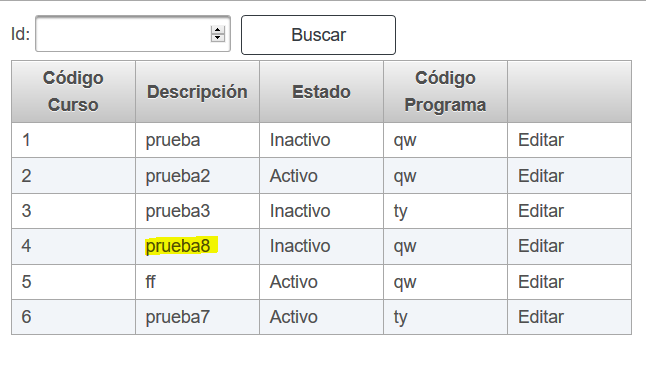 Id: Buscar
Código Curso Descripción Estado Código Programa
1 prueba Inactivo qw Editar
2 prueba2 Activo qw Editar
3 prueba3 Inactivo ty Editar
4 prueba8 Inactivo qw Editar
5 ff Activo qw Editar
6 prueba7 Activo ty Editar